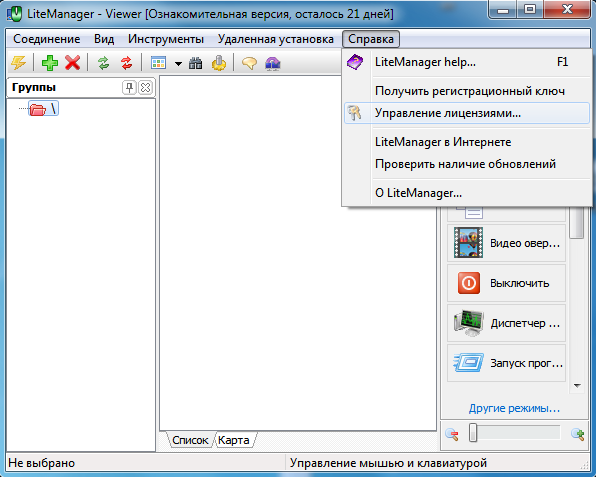 LiteManager - Viewer [Ознакомительная версия, осталось 21 дней]
Соединение Вид Инструменты Удаленная установка Справка
LiteManager help... F1
Получить регистрационный ключ
Управление лицензиями...
LiteManager в Интернете
Проверить наличие обновлений
О LiteManager...
Группы
\
Видео овер...
Выключить
Диспетчер ...
Запуск прог...
Другие режимы...
Список Карта
Не выбрано Управление мышью и клавиатурой